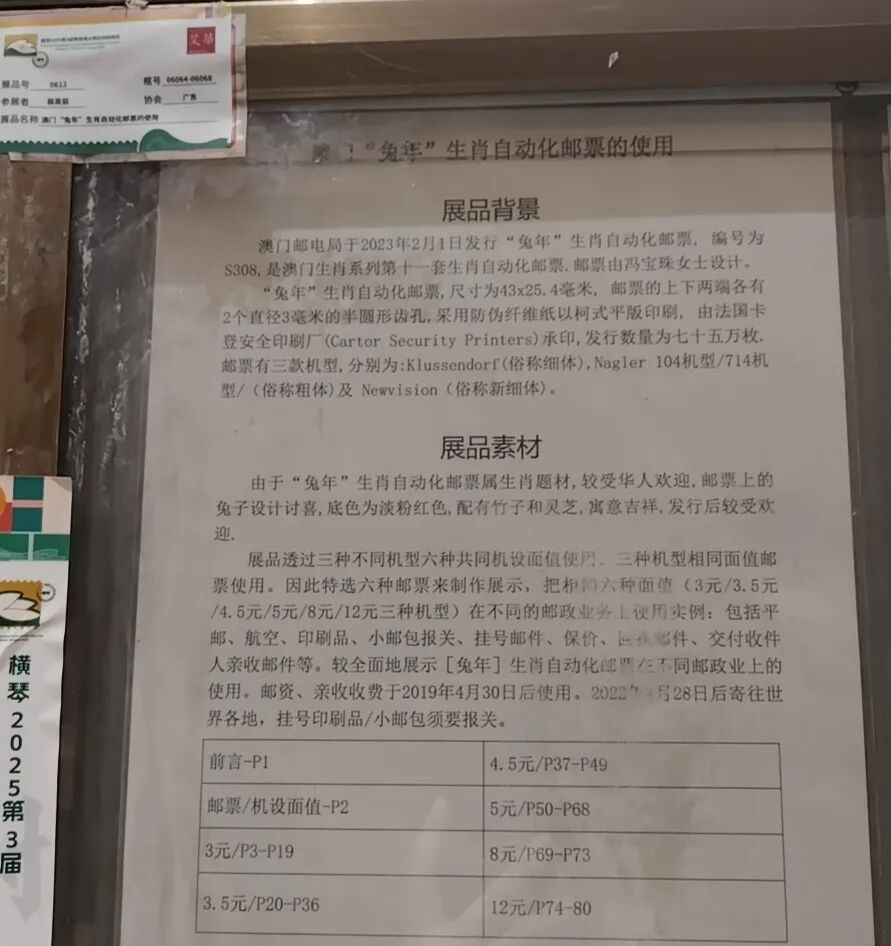 展品号 0613 框号 06064-06068
参展者 协会 广东
展品名称 澳门“兔年”生肖自动化邮票的使用
门“兔年”生肖自动化邮票的使用
展品背景
澳门邮电局于2023年2月1日发行“兔年”生肖自动化邮票, 编号为
S308,是澳门生肖系列第十一套生肖自动化邮票.邮票由冯宝珠女士设计。
“兔年”生肖自动化邮票,尺寸为43x25.4毫米, 邮票的上下两端各有
2个直径3毫米的半圆形齿孔,采用防伪纤维纸以柯式平版印刷, 由法国卡
登安全印刷厂(Cartor Security Printers)承印,发行数量为七十五万枚.
邮票有三款机型,分别为:Klussendorf(俗称细体),Nagler 104机型/714机
型/（俗称粗体)及 Newvision（俗称新细体)。
展品素材
由于“兔年”生肖自动化邮票属生肖题材,较受华人欢迎,邮票上的
兔子设计讨喜,底色为淡粉红色,配有竹子和灵芝,寓意吉祥,发行后较受欢
迎.
展品透过三种不同机型六种共同机设面值使用. 三种机型相同面值邮
票使用。因此特选六种邮票来制作展示, 把相同六种面值（3元/3.5元
/4.5元/5元/8元/12元三种机型）在不同的邮政业务上使用实例：包括平
邮、航空、印刷品、小邮包报关、挂号邮件、保价、回执邮件、交付收件
人亲收邮件等。较全面地展示［兔年］生肖自动化邮票在不同邮政业上的
使用。邮资、亲收收费于2019年4月30日后使用。2022年 月28日后寄往世
界各地，挂号印刷品/小邮包须要报关。
前言-P1 4.5元/P37-P49
邮票/机设面值-P2 5元/P50-P68
3元/P3-P19 8元/P69-P73
3.5元/P20-P36 12元/P74-80
横琴2025第3届